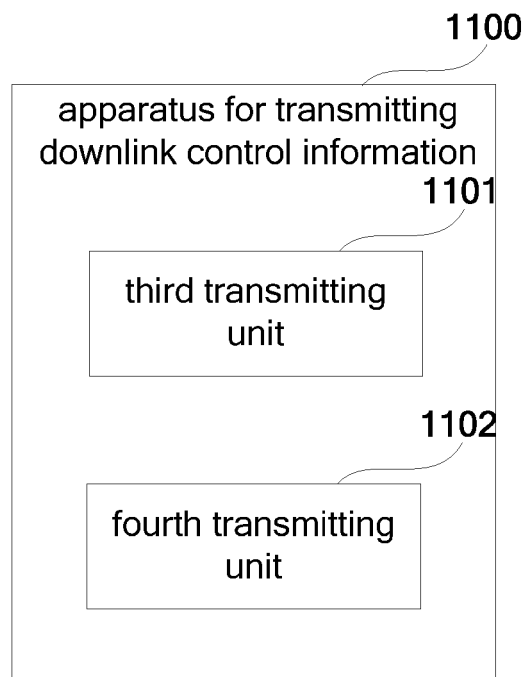 1100
apparatus for transmitting
downlink control information
1101
third transmitting
unit
1102
fourth transmitting
unit